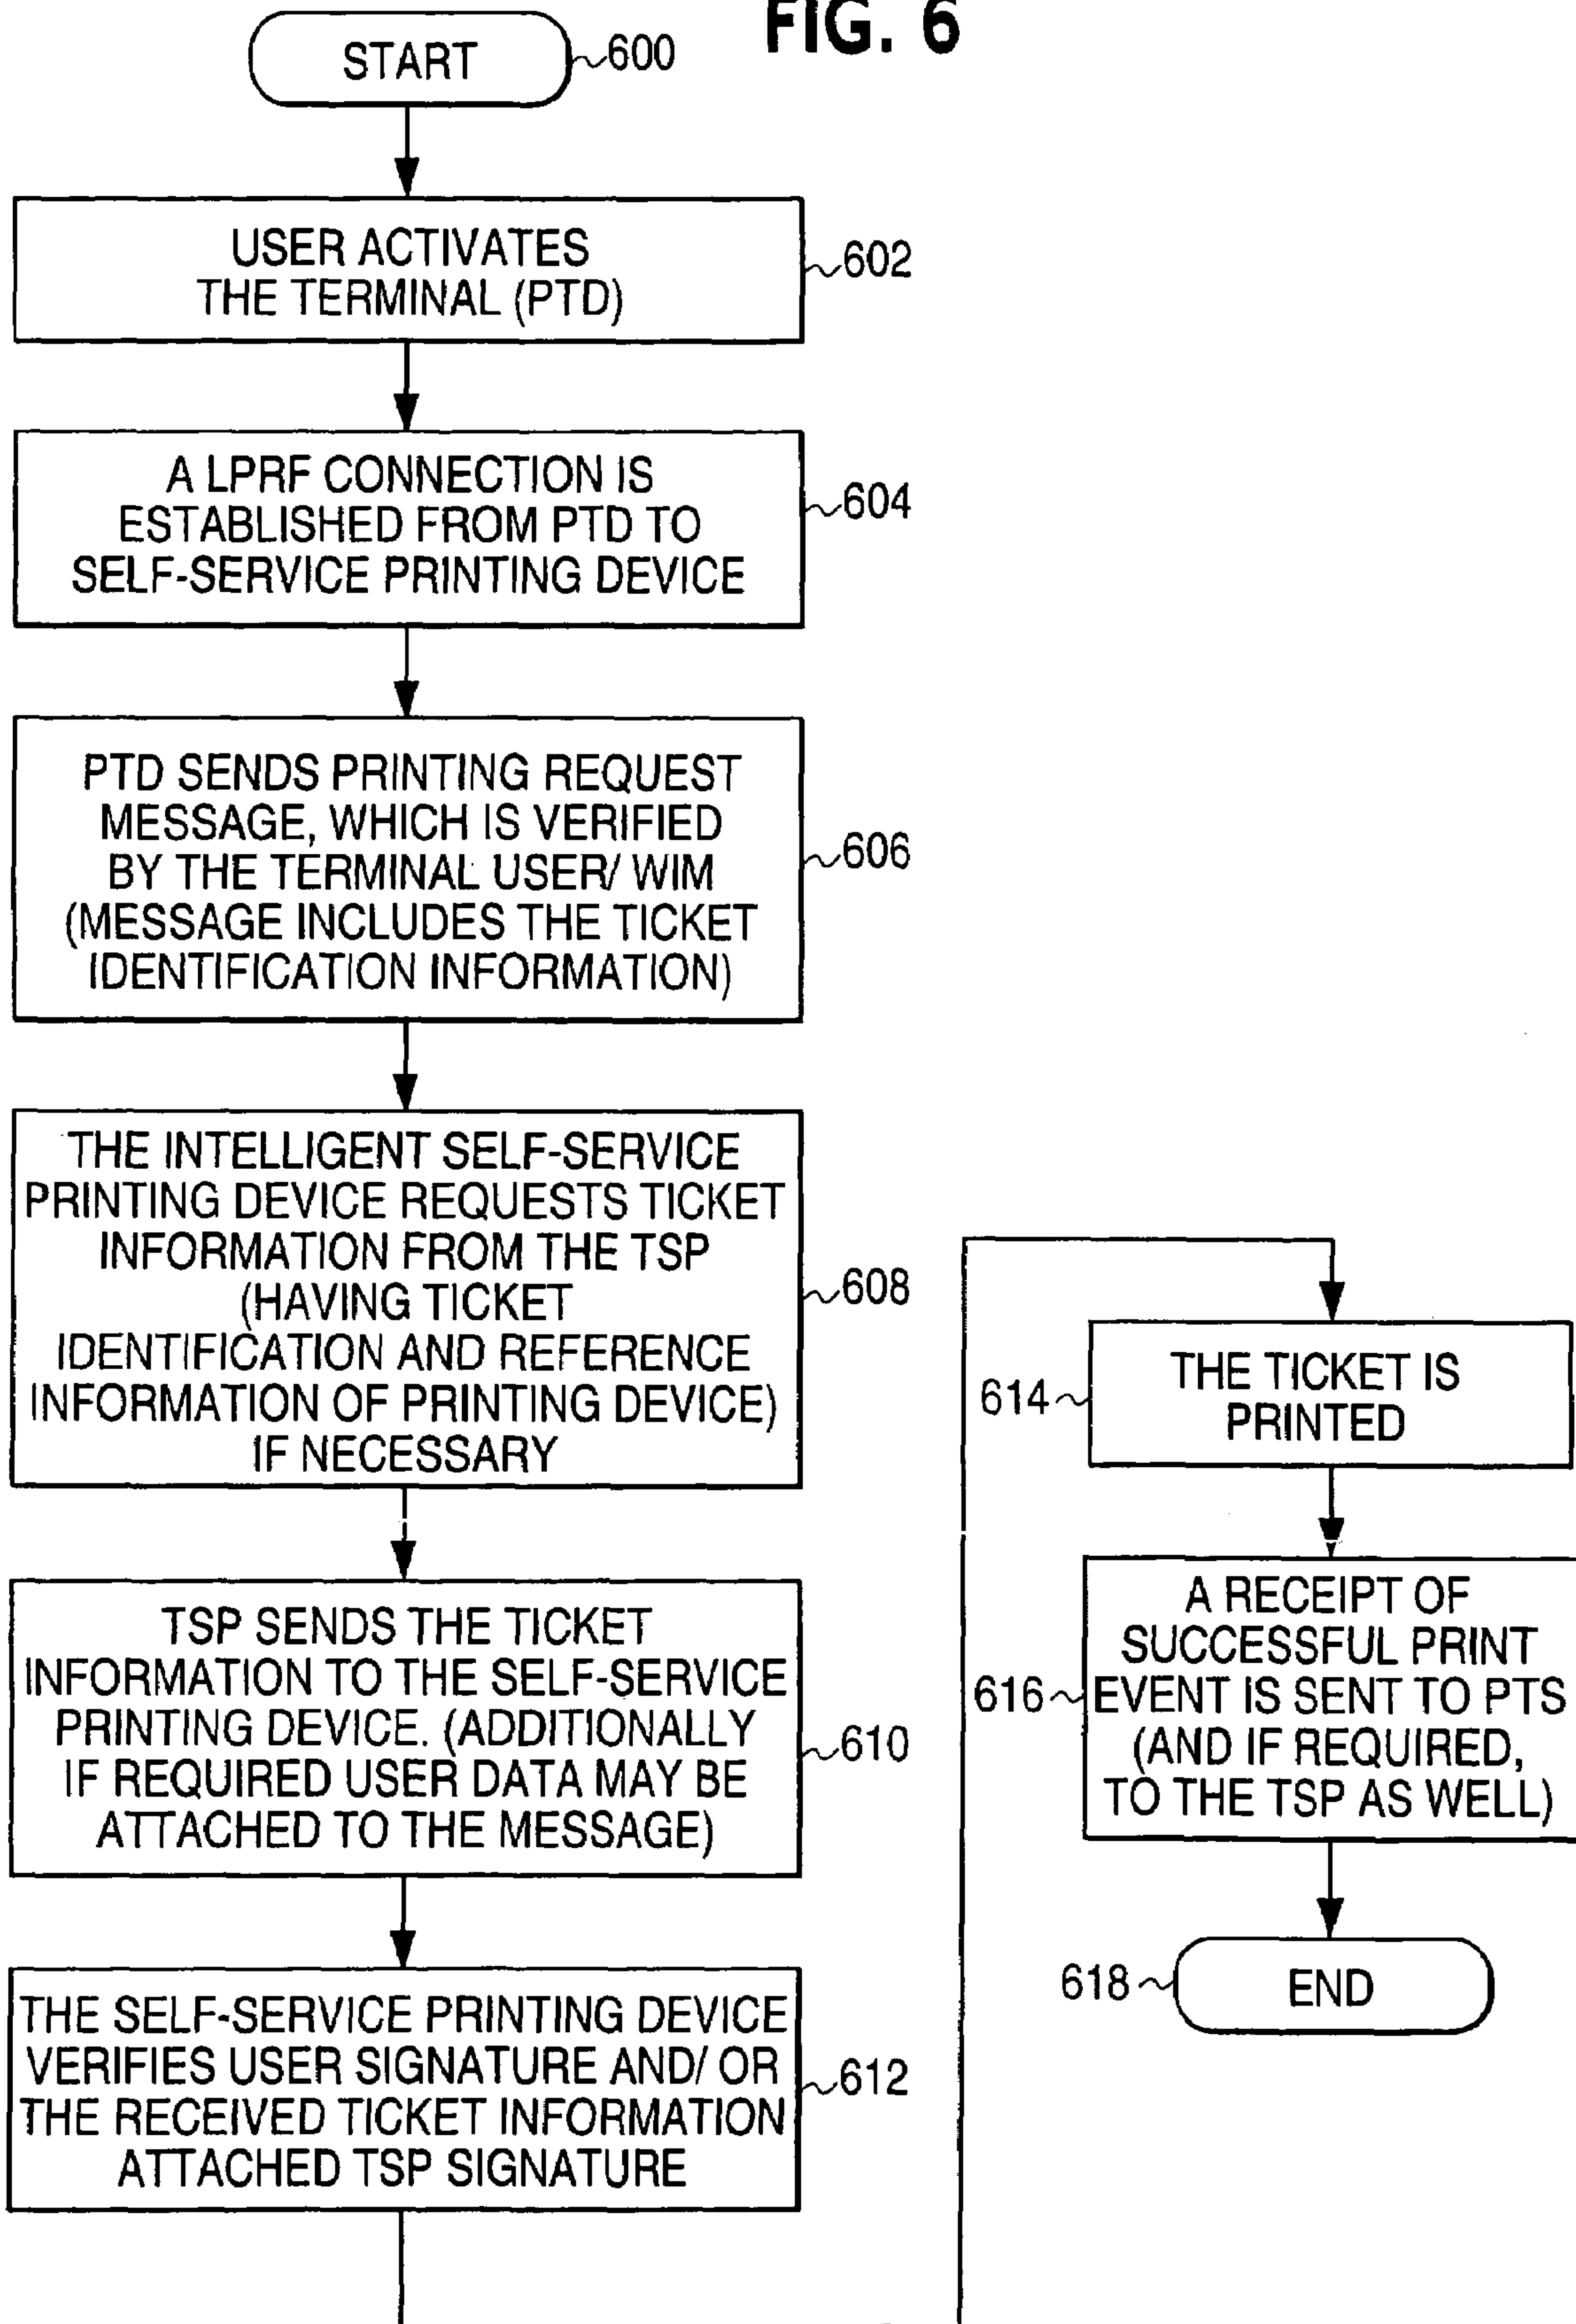 FIG. 6
START
600
USER ACTIVATES
THE TERMINAL (PTD)
602
A LPRF CONNECTION IS
ESTABLISHED FROM PTD TO
SELF-SERVICE PRINTING DEVICE
604
PTD SENDS PRINTING REQUEST
MESSAGE, WHICH IS VERIFIED
BY THE TERMINAL USER/ WIM
(MESSAGE INCLUDES THE TICKET
IDENTIFICATION INFORMATION)
606
THE INTELLIGENT SELF-SERVICE
PRINTING DEVICE REQUESTS TICKET
INFORMATION FROM THE TSP
(HAVING TICKET
IDENTIFICATION AND REFERENCE
INFORMATION OF PRINTING DEVICE)
IF NECESSARY
608
TSP SENDS THE TICKET
INFORMATION TO THE SELF-SERVICE
PRINTING DEVICE. (ADDITIONALLY
IF REQUIRED USER DATA MAY BE
ATTACHED TO THE MESSAGE)
610
THE SELF-SERVICE PRINTING DEVICE
VERIFIES USER SIGNATURE AND/ OR
THE RECEIVED TICKET INFORMATION
ATTACHED TSP SIGNATURE
612
THE TICKET IS
PRINTED
614
A RECEIPT OF
SUCCESSFUL PRINT
EVENT IS SENT TO PTS
(AND IF REQUIRED,
TO THE TSP AS WELL)
616
END
618